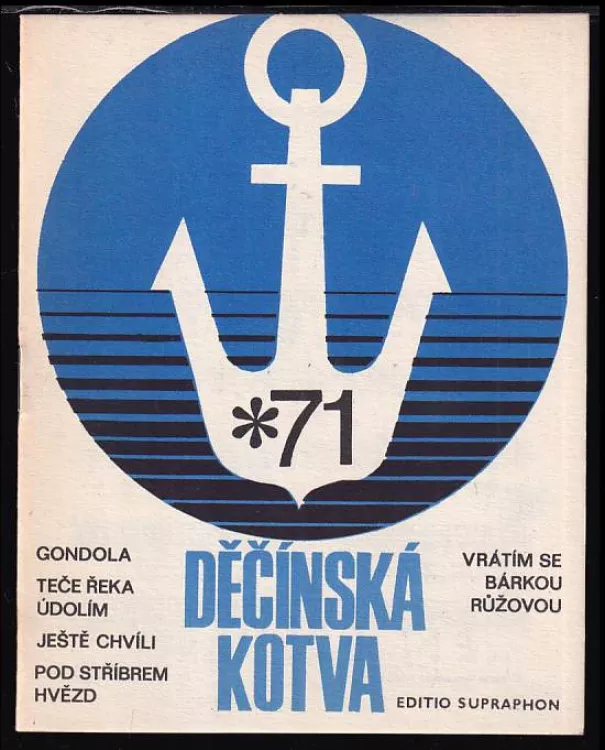 *71
GONDOLA
TEČE ŘEKA
ÚDOLÍM
JEŠTĚ CHVÍLI
POD STŘÍBREM
HVĚZD
DĚČÍNSKÁ
KOTVA
VRÁTÍM SE
BÁRKOU
RŮŽOVOU
EDITIO SUPRAPHON